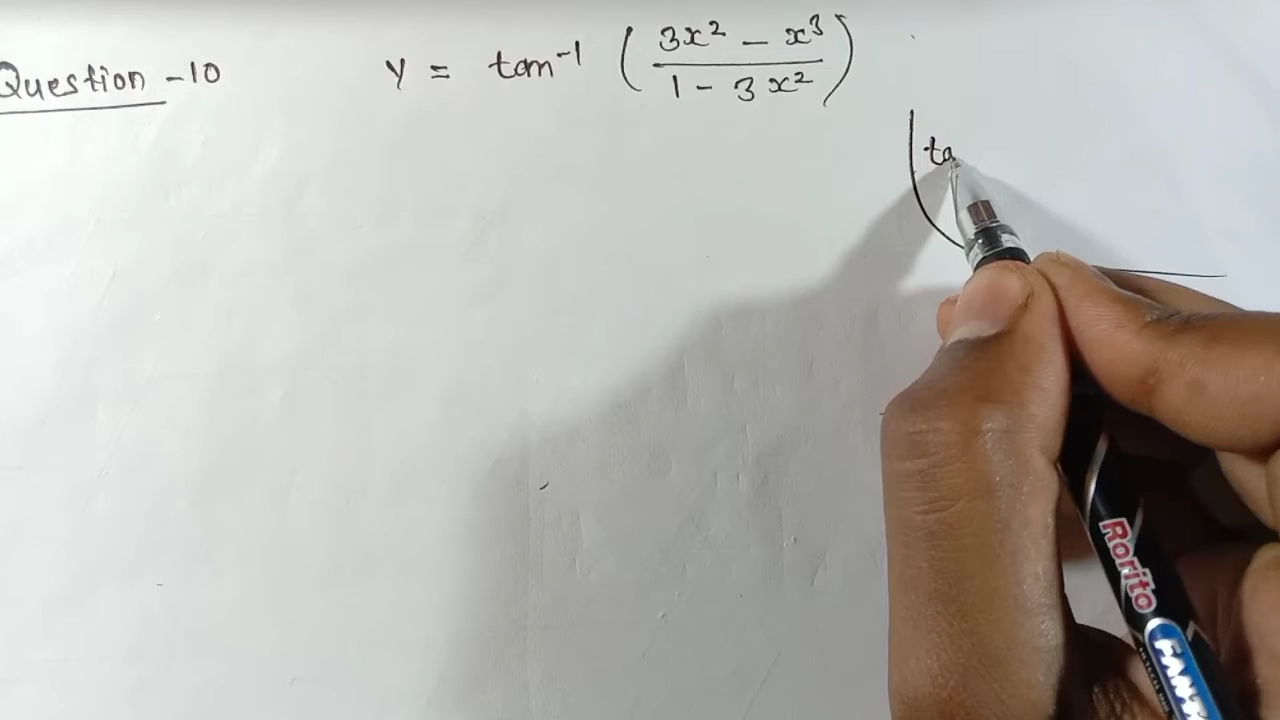 Question -10 y = tan⁻¹ ( (3x² - x³) / (1 - 3x²) )
ta
Rorito